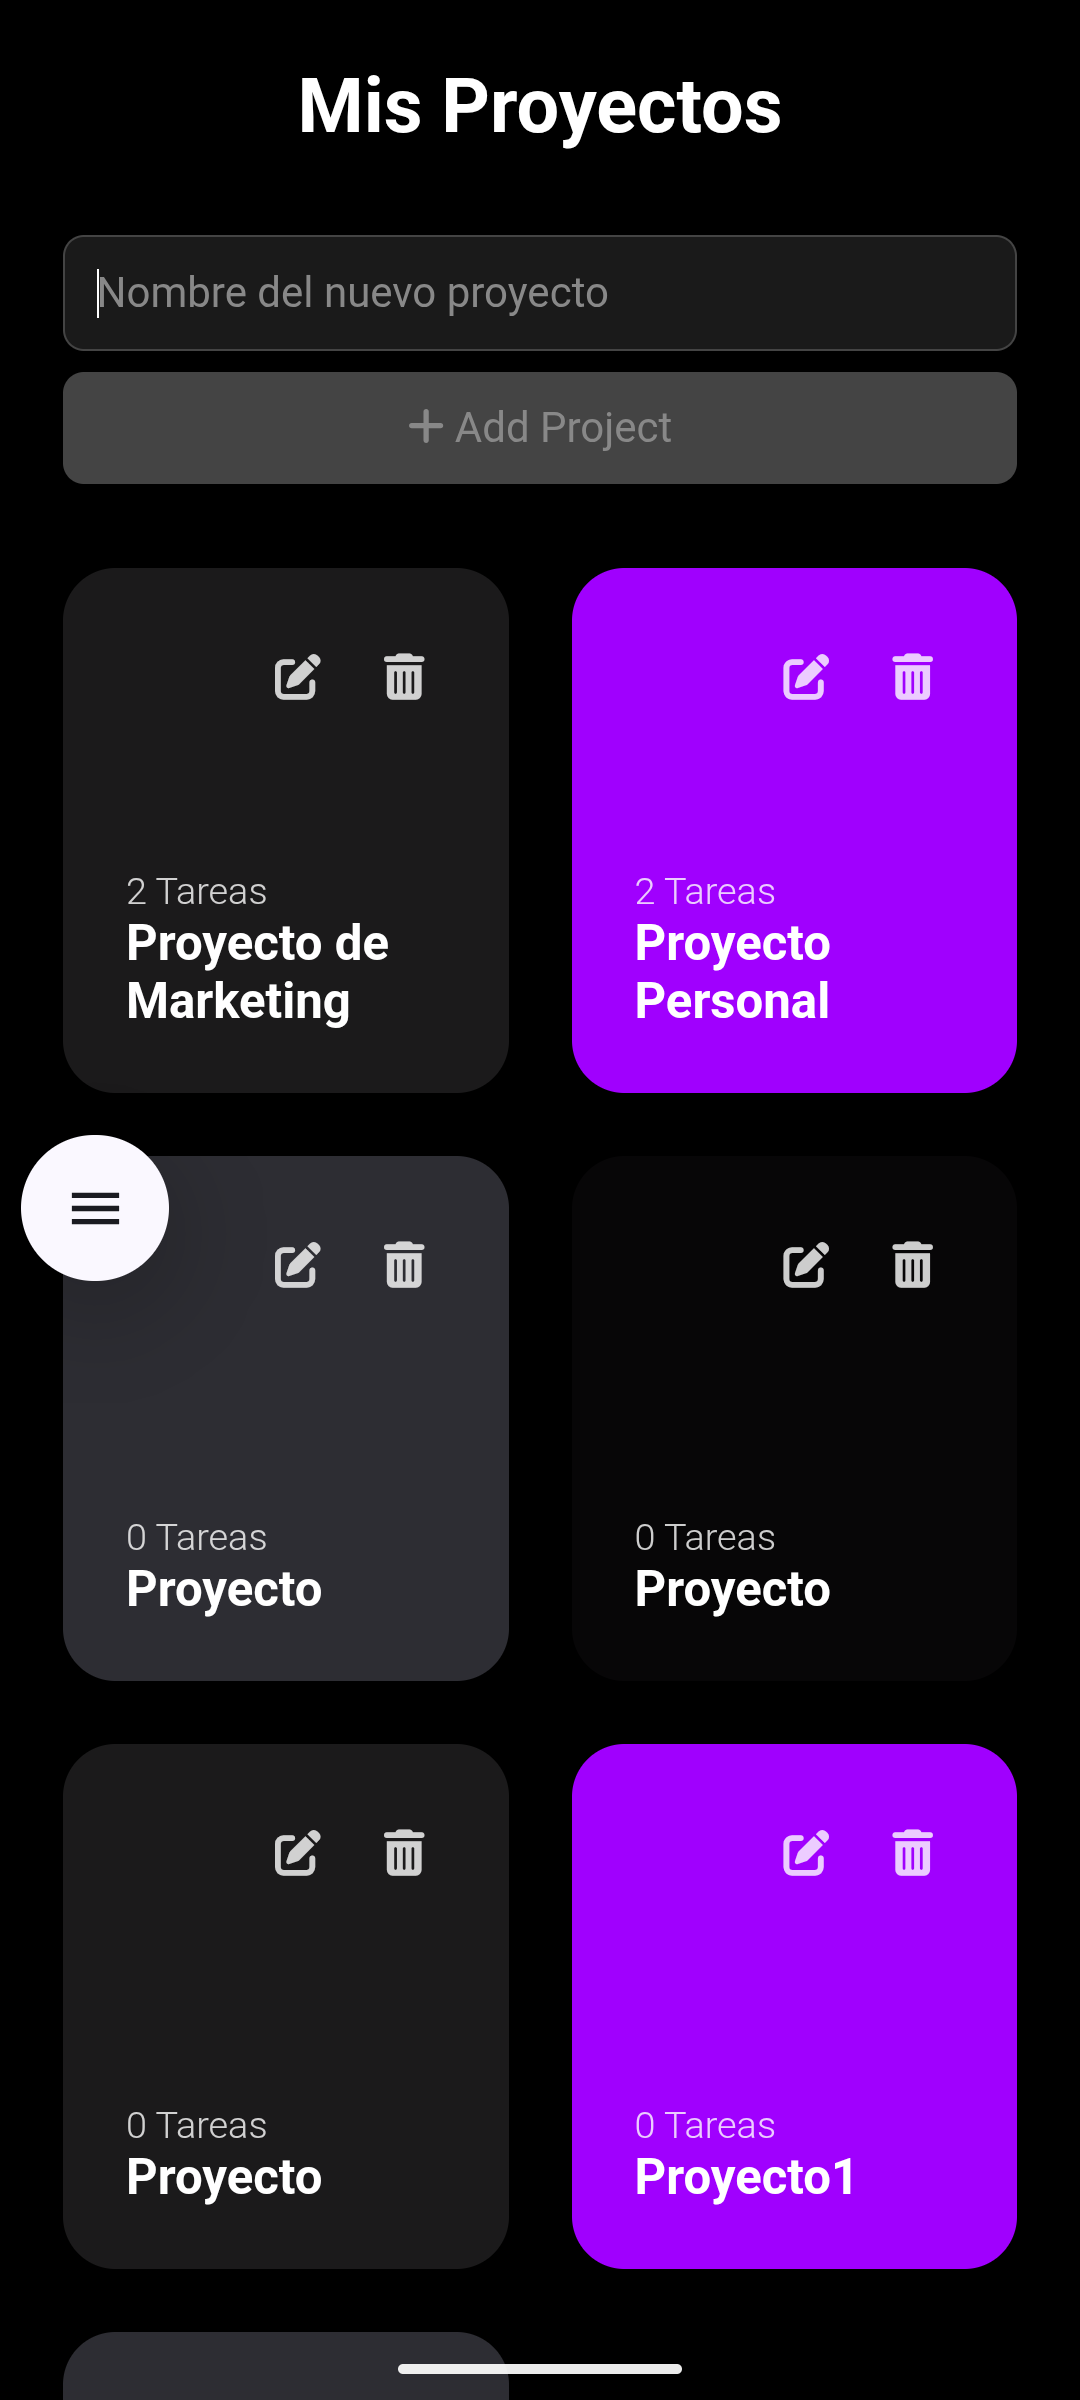 Mis Proyectos
Nombre del nuevo proyecto
Add Project
2 Tareas
Proyecto de
Marketing
2 Tareas
Proyecto
Personal
0 Tareas
Proyecto
0 Tareas
Proyecto
0 Tareas
Proyecto
0 Tareas
Proyecto1